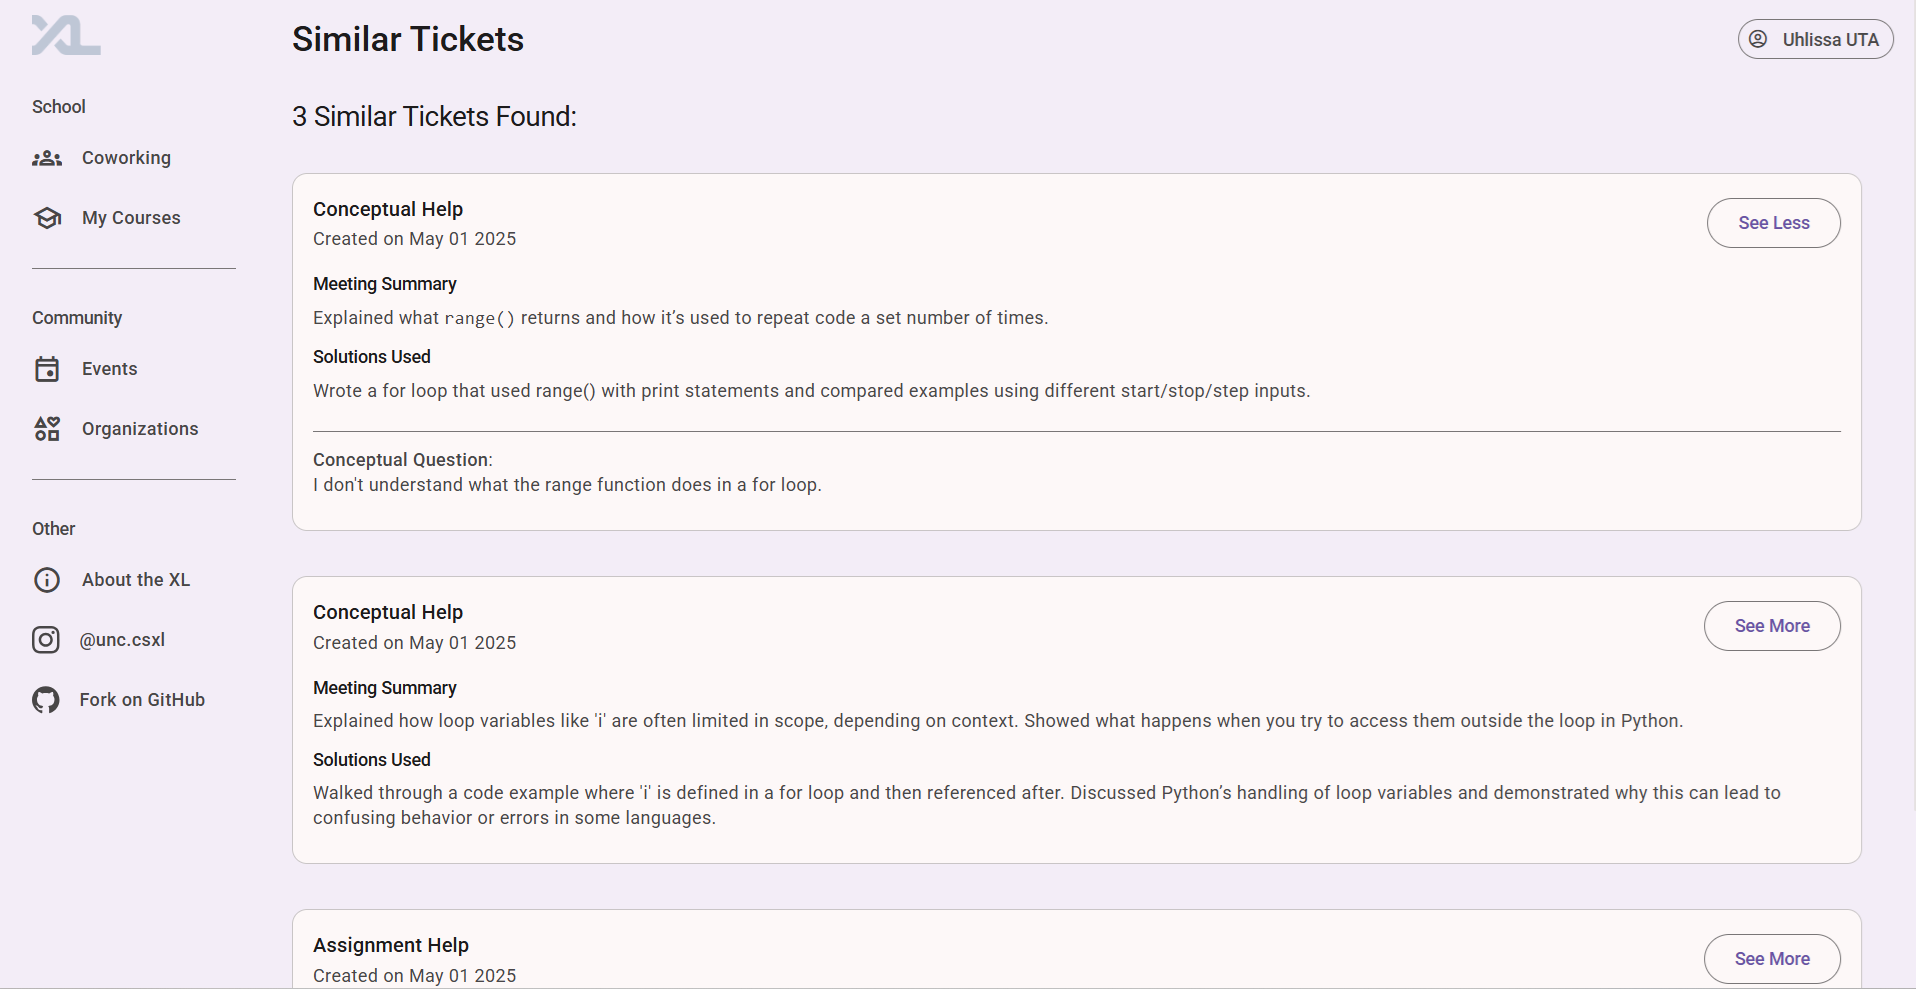 XL
Similar Tickets
Uhlissa UTA
School
Coworking
My Courses
Community
Events
Organizations
Other
About the XL
@unc.csxl
Fork on GitHub
3 Similar Tickets Found:
Conceptual Help
See Less
Created on May 01 2025
Meeting Summary
Explained what range() returns and how it’s used to repeat code a set number of times.
Solutions Used
Wrote a for loop that used range() with print statements and compared examples using different start/stop/step inputs.
Conceptual Question:
I don't understand what the range function does in a for loop.
Conceptual Help
See More
Created on May 01 2025
Meeting Summary
Explained how loop variables like 'i' are often limited in scope, depending on context. Showed what happens when you try to access them outside the loop in Python.
Solutions Used
Walked through a code example where 'i' is defined in a for loop and then referenced after. Discussed Python’s handling of loop variables and demonstrated why this can lead to
confusing behavior or errors in some languages.
Assignment Help
See More
Created on May 01 2025